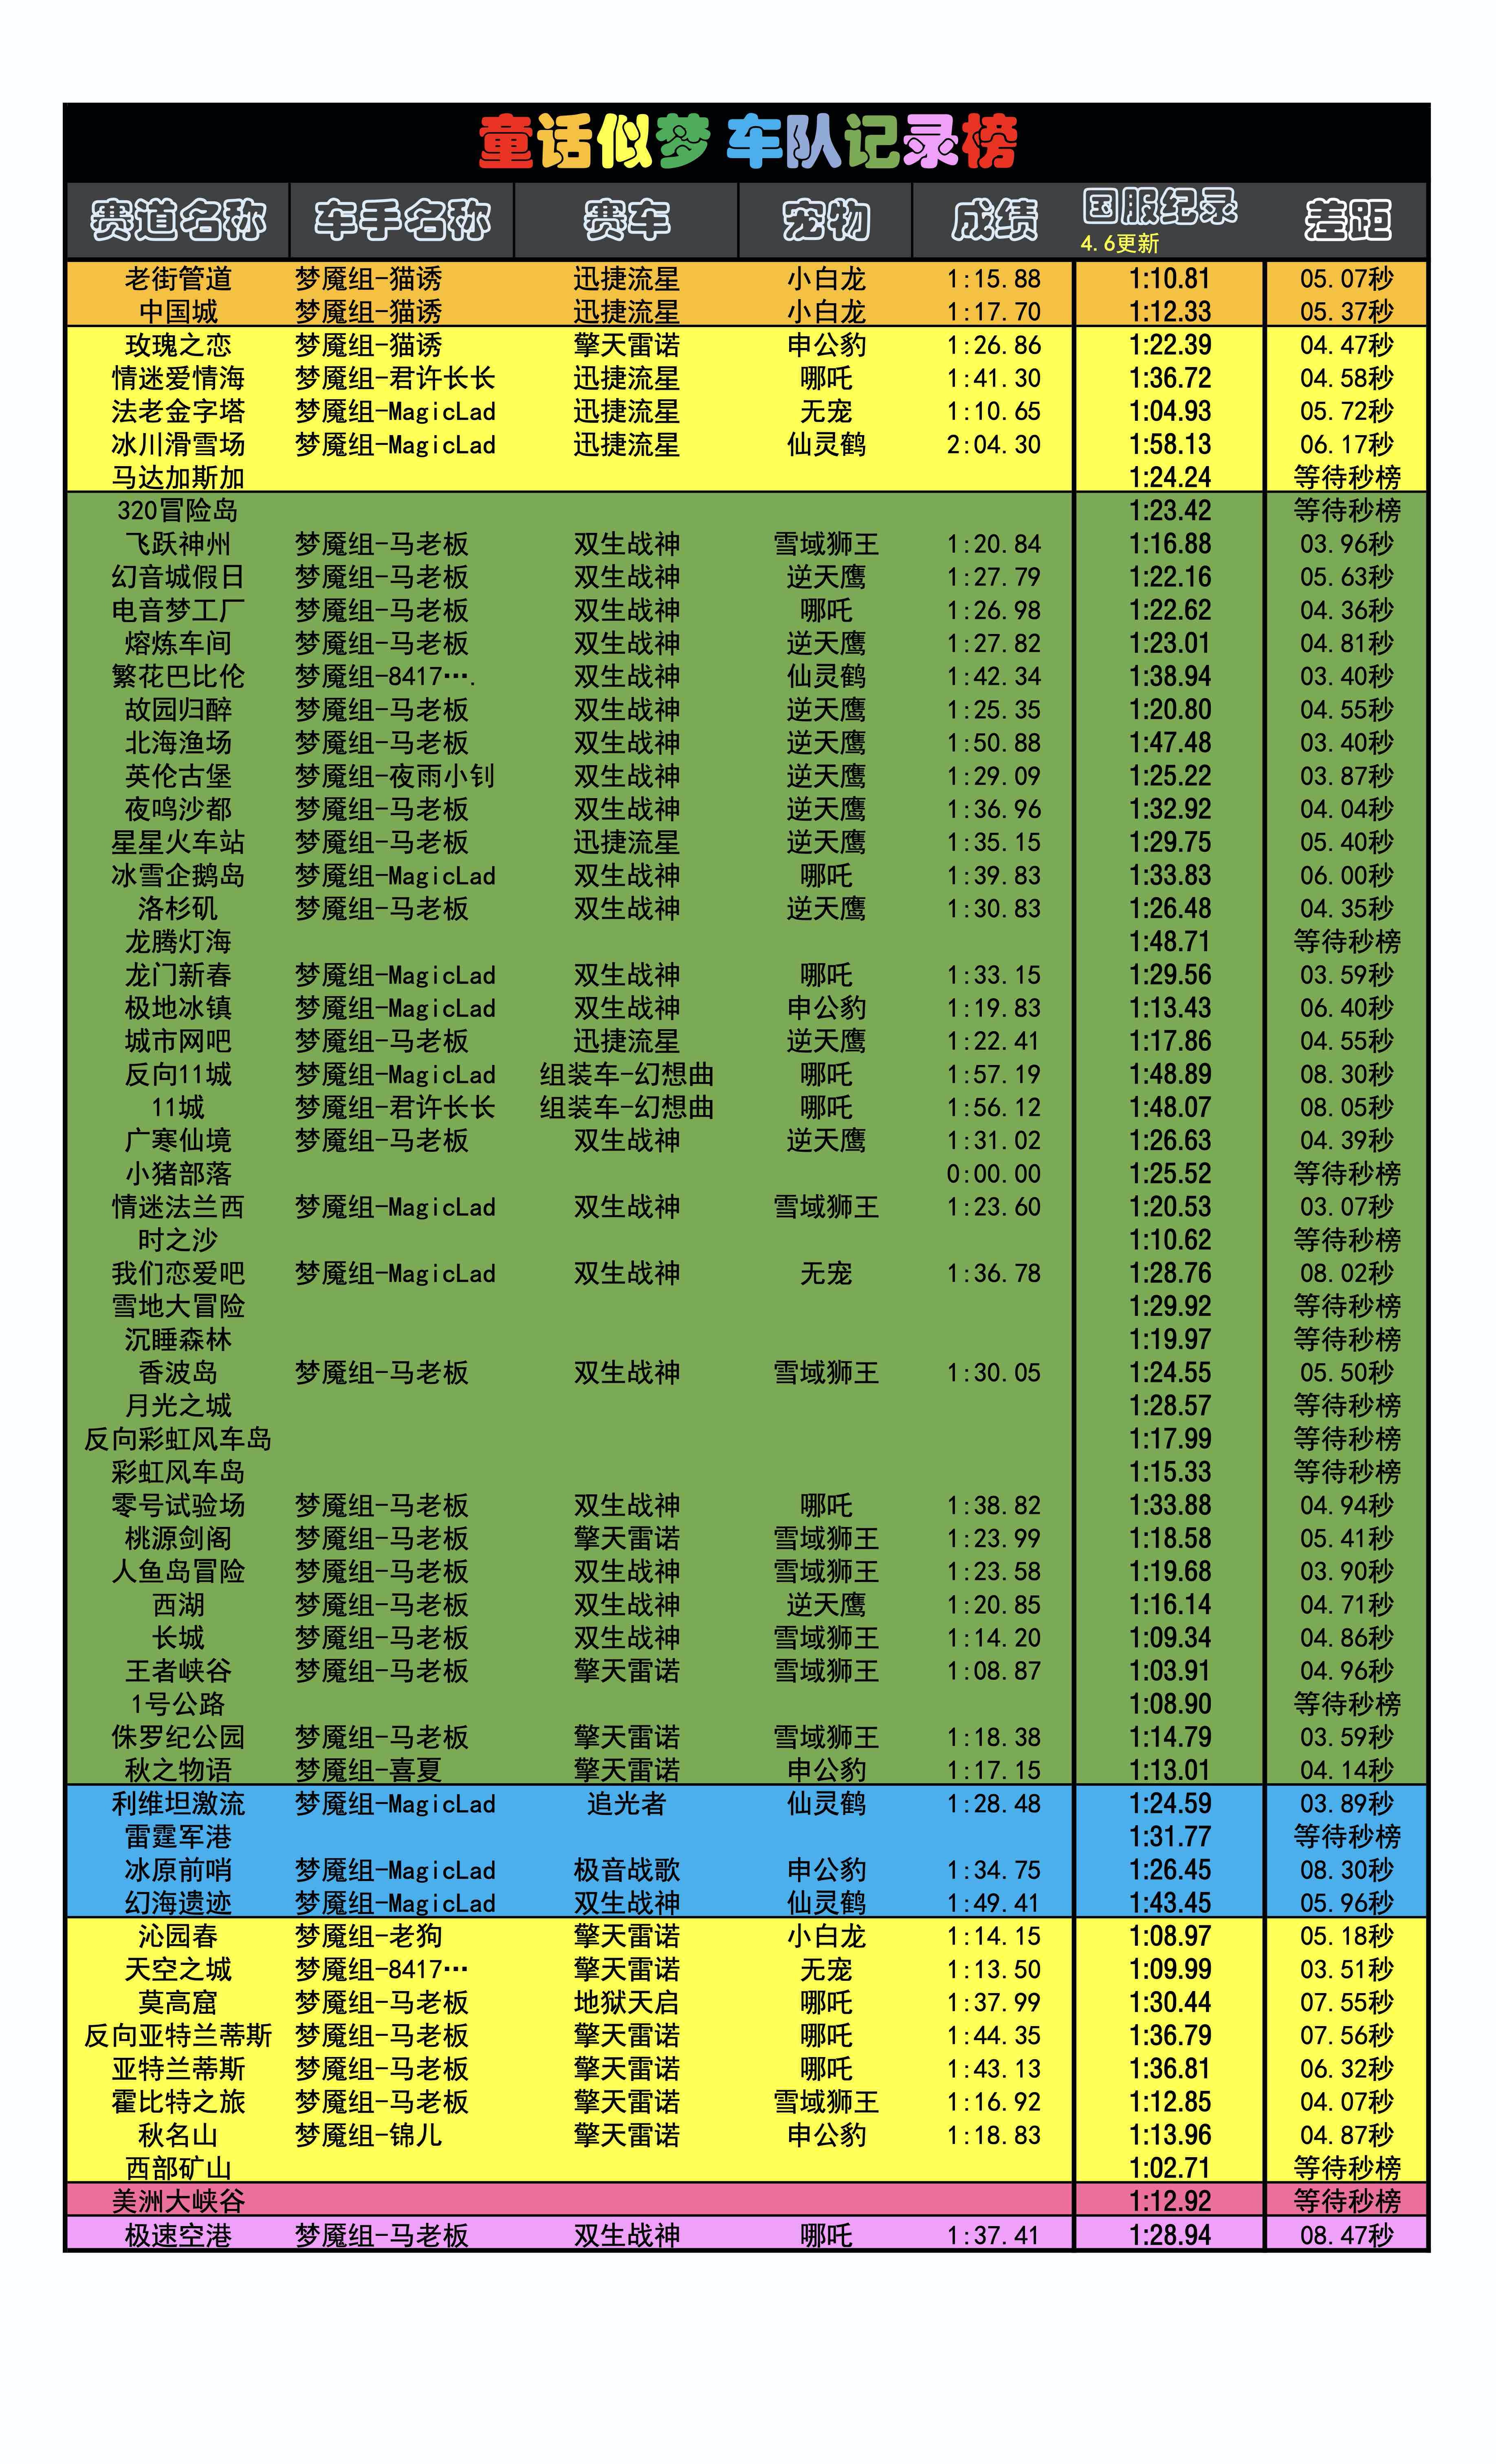 童话似梦 车队记录榜
赛道名称 车手名称 赛车 宠物 成绩 国服纪录 差距
4.6更新
老街管道 梦魇组-猫诱 迅捷流星 小白龙 1:15.88 1:10.81 05.07秒
中国城 梦魇组-猫诱 迅捷流星 小白龙 1:17.70 1:12.33 05.37秒
玫瑰之恋 梦魇组-猫诱 擎天雷诺 申公豹 1:26.86 1:22.39 04.47秒
情迷爱情海 梦魇组-君许长长 迅捷流星 哪吒 1:41.30 1:36.72 04.58秒
法老金字塔 梦魇组-MagicLad 迅捷流星 无宠 1:10.65 1:04.93 05.72秒
冰川滑雪场 梦魇组-MagicLad 迅捷流星 仙灵鹤 2:04.30 1:58.13 06.17秒
马达加斯加 1:24.24 等待秒榜
320冒险岛 1:23.42 等待秒榜
飞跃神州 梦魇组-马老板 双生战神 雪域狮王 1:20.84 1:16.88 03.96秒
幻音城假日 梦魇组-马老板 双生战神 逆天鹰 1:27.79 1:22.16 05.63秒
电音梦工厂 梦魇组-马老板 双生战神 哪吒 1:26.98 1:22.62 04.36秒
熔炼车间 梦魇组-马老板 双生战神 逆天鹰 1:27.82 1:23.01 04.81秒
繁花巴比伦 梦魇组-8417…. 双生战神 仙灵鹤 1:42.34 1:38.94 03.40秒
故园归醉 梦魇组-马老板 双生战神 逆天鹰 1:25.35 1:20.80 04.55秒
北海渔场 梦魇组-马老板 双生战神 逆天鹰 1:50.88 1:47.48 03.40秒
英伦古堡 梦魇组-夜雨小钊 双生战神 逆天鹰 1:29.09 1:25.22 03.87秒
夜鸣沙都 梦魇组-马老板 双生战神 逆天鹰 1:36.96 1:32.92 04.04秒
星星火车站 梦魇组-马老板 迅捷流星 逆天鹰 1:35.15 1:29.75 05.40秒
冰雪企鹅岛 梦魇组-MagicLad 双生战神 哪吒 1:39.83 1:33.83 06.00秒
洛杉矶 梦魇组-马老板 双生战神 逆天鹰 1:30.83 1:26.48 04.35秒
龙腾灯海 1:48.71 等待秒榜
龙门新春 梦魇组-MagicLad 双生战神 哪吒 1:33.15 1:29.56 03.59秒
极地冰镇 梦魇组-MagicLad 双生战神 申公豹 1:19.83 1:13.43 06.40秒
城市网吧 梦魇组-马老板 迅捷流星 逆天鹰 1:22.41 1:17.86 04.55秒
反向11城 梦魇组-MagicLad 组装车-幻想曲 哪吒 1:57.19 1:48.89 08.30秒
11城 梦魇组-君许长长 组装车-幻想曲 哪吒 1:56.12 1:48.07 08.05秒
广寒仙境 梦魇组-马老板 双生战神 逆天鹰 1:31.02 1:26.63 04.39秒
小猪部落 0:00.00 1:25.52 等待秒榜
情迷法兰西 梦魇组-MagicLad 双生战神 雪域狮王 1:23.60 1:20.53 03.07秒
时之沙 1:10.62 等待秒榜
我们恋爱吧 梦魇组-MagicLad 双生战神 无宠 1:36.78 1:28.76 08.02秒
雪地大冒险 1:29.92 等待秒榜
沉睡森林 1:19.97 等待秒榜
香波岛 梦魇组-马老板 双生战神 雪域狮王 1:30.05 1:24.55 05.50秒
月光之城 1:28.57 等待秒榜
反向彩虹风车岛 1:17.99 等待秒榜
彩虹风车岛 1:15.33 等待秒榜
零号试验场 梦魇组-马老板 双生战神 哪吒 1:38.82 1:33.88 04.94秒
桃源剑阁 梦魇组-马老板 擎天雷诺 雪域狮王 1:23.99 1:18.58 05.41秒
人鱼岛冒险 梦魇组-马老板 双生战神 雪域狮王 1:23.58 1:19.68 03.90秒
西湖 梦魇组-马老板 双生战神 逆天鹰 1:20.85 1:16.14 04.71秒
长城 梦魇组-马老板 双生战神 雪域狮王 1:14.20 1:09.34 04.86秒
王者峡谷 梦魇组-马老板 擎天雷诺 雪域狮王 1:08.87 1:03.91 04.96秒
1号公路 1:08.90 等待秒榜
侏罗纪公园 梦魇组-马老板 擎天雷诺 雪域狮王 1:18.38 1:14.79 03.59秒
秋之物语 梦魇组-喜夏 擎天雷诺 申公豹 1:17.15 1:13.01 04.14秒
利维坦激流 梦魇组-MagicLad 追光者 仙灵鹤 1:28.48 1:24.59 03.89秒
雷霆军港 1:31.77 等待秒榜
冰原前哨 梦魇组-MagicLad 极音战歌 申公豹 1:34.75 1:26.45 08.30秒
幻海遗迹 梦魇组-MagicLad 双生战神 仙灵鹤 1:49.41 1:43.45 05.96秒
沁园春 梦魇组-老狗 擎天雷诺 小白龙 1:14.15 1:08.97 05.18秒
天空之城 梦魇组-8417… 擎天雷诺 无宠 1:13.50 1:09.99 03.51秒
莫高窟 梦魇组-马老板 地狱天启 哪吒 1:37.99 1:30.44 07.55秒
反向亚特兰蒂斯 梦魇组-马老板 擎天雷诺 哪吒 1:44.35 1:36.79 07.56秒
亚特兰蒂斯 梦魇组-马老板 擎天雷诺 哪吒 1:43.13 1:36.81 06.32秒
霍比特之旅 梦魇组-马老板 擎天雷诺 雪域狮王 1:16.92 1:12.85 04.07秒
秋名山 梦魇组-锦儿 擎天雷诺 申公豹 1:18.83 1:13.96 04.87秒
西部矿山 1:02.71 等待秒榜
美洲大峡谷 1:12.92 等待秒榜
极速空港 梦魇组-马老板 双生战神 哪吒 1:37.41 1:28.94 08.47秒